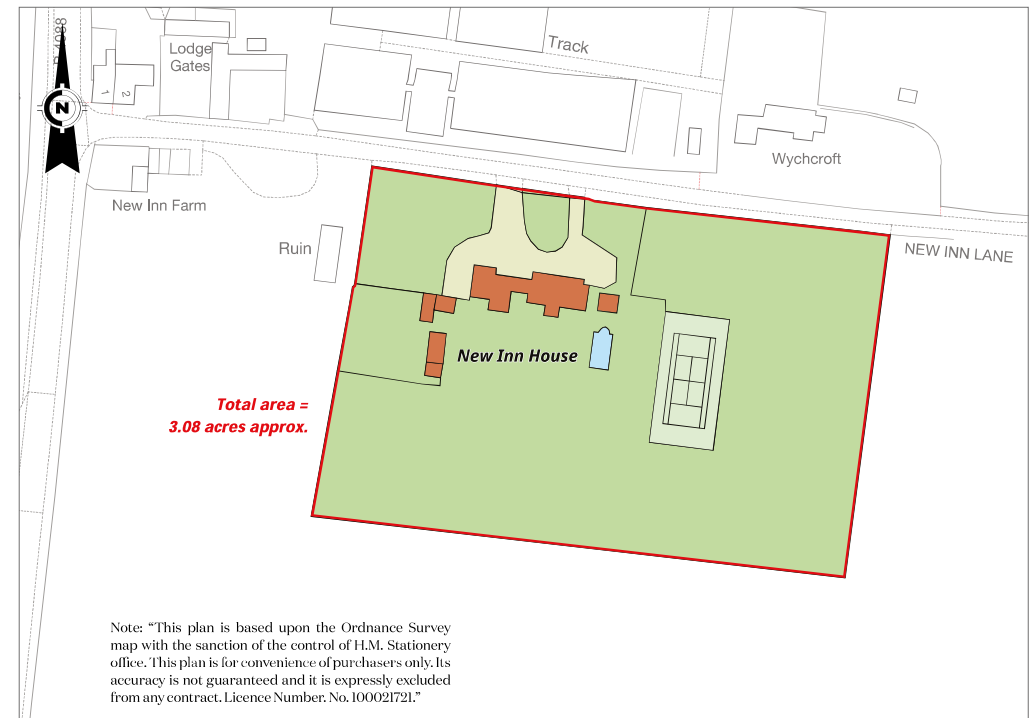 B 4088
Lodge
Gates
1
2
Track
N
Wychcroft
New Inn Farm
Ruin
NEW INN LANE
New Inn House
Total area =
3.08 acres approx.
Note: “This plan is based upon the Ordnance Survey
map with the sanction of the control of H.M. Stationery
office. This plan is for convenience of purchasers only. Its
accuracy is not guaranteed and it is expressly excluded
from any contract. Licence Number. No. 100021721.”